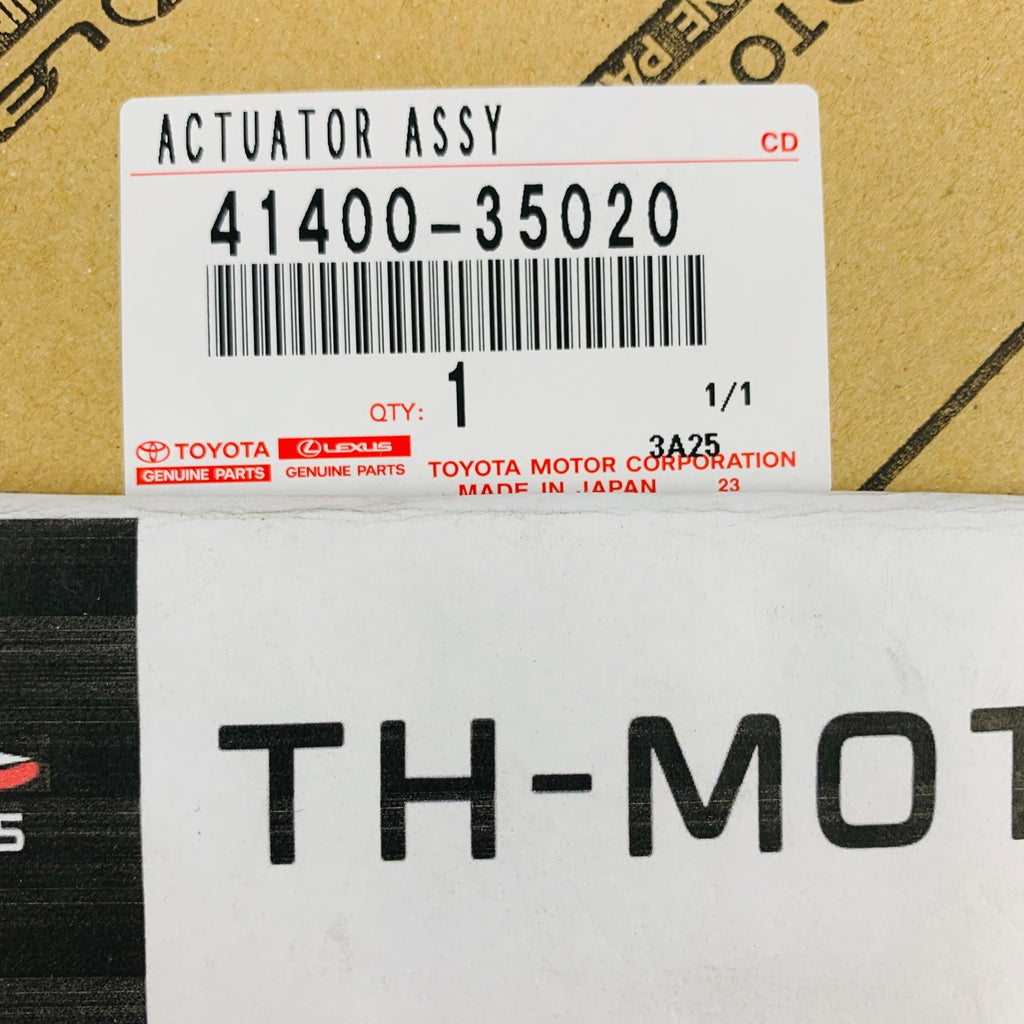 ACTUATOR ASSY
CD
41400-35020
QTY: 1
1/1
3A25
TOYOTA
LEXUS
GENUINE PARTS
GENUINE PARTS
TOYOTA MOTOR CORPORATION
MADE IN JAPAN 23
TH-MOT